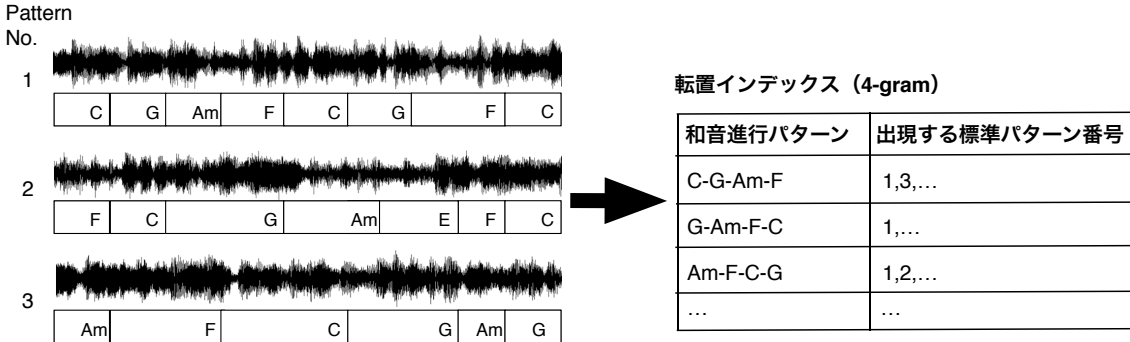 Pattern
No.
1
C G Am F C G F C
2
F C G Am E F C
3
Am F C G Am G
転置インデックス（4-gram）
和音進行パターン 出現する標準パターン番号
C-G-Am-F 1,3,…
G-Am-F-C 1,…
Am-F-C-G 1,2,…
… …